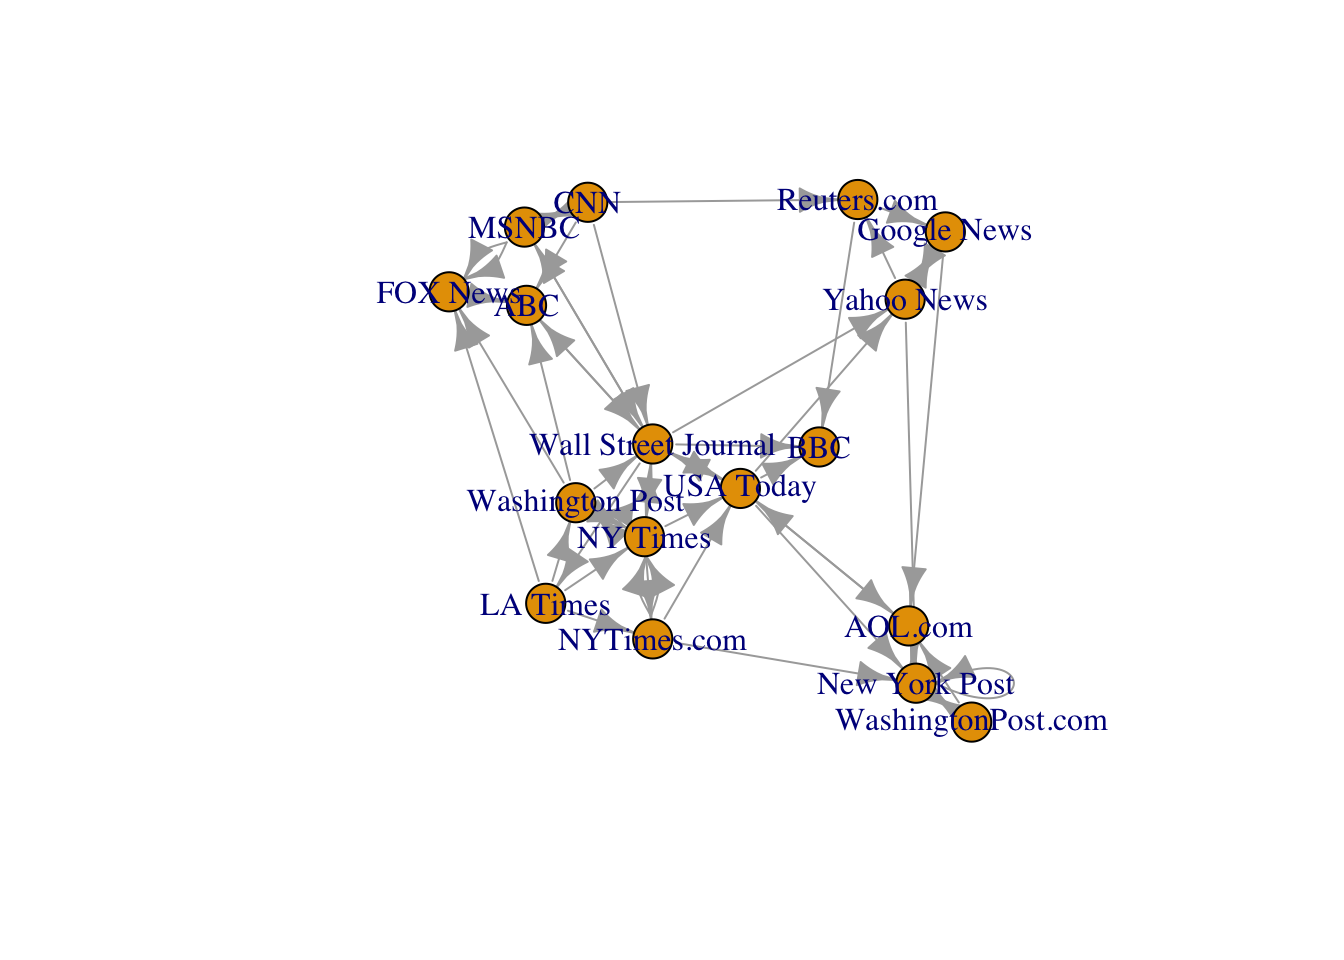 CNN
Reuters.com
MSNBC
Google News
FOX News
ABC
Yahoo News
Wall Street Journal
BBC
USA Today
Washington Post
NY Times
LA Times
NYTimes.com
AOL.com
New York Post
WashingtonPost.com